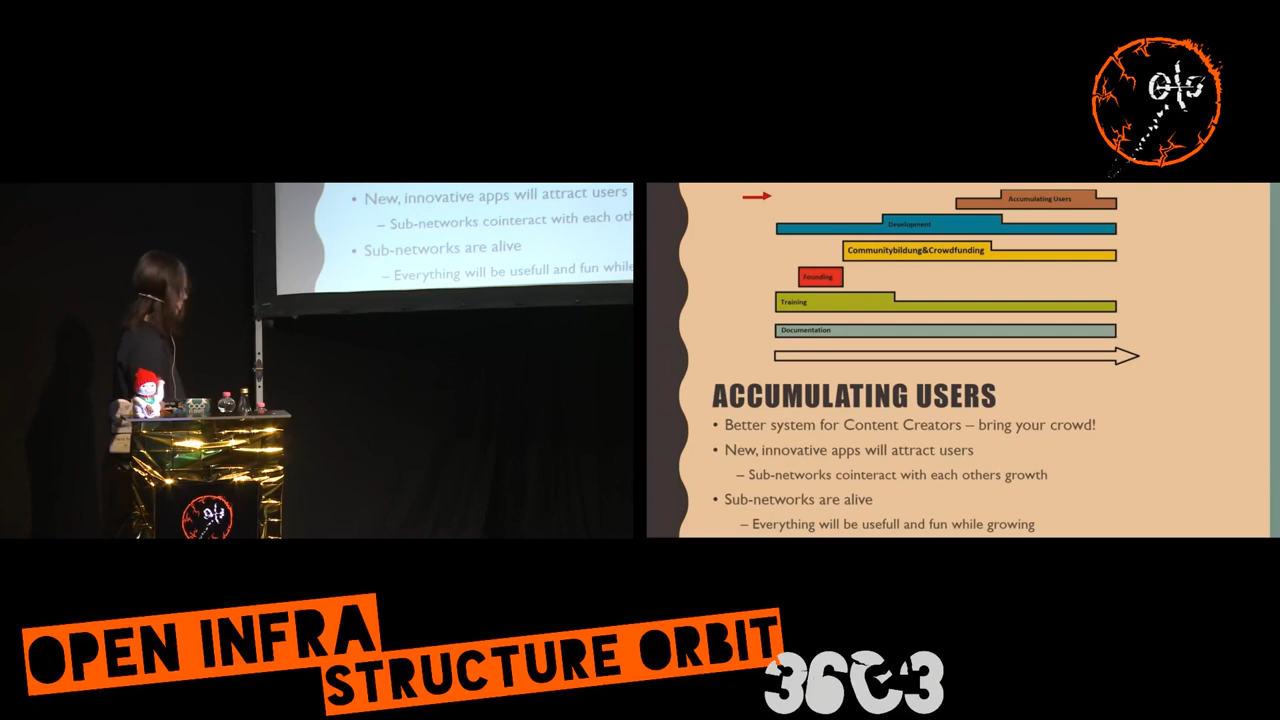 OIO
• New, innovative apps will attract users
– Sub-networks cointeract with each oth
• Sub-networks are alive
– Everything will be usefull and fun while
Accumulating Users
Development
Communitybildung&Crowdfunding
Founding
Training
Documentation
ACCUMULATING USERS
• Better system for Content Creators – bring your crowd!
• New, innovative apps will attract users
– Sub-networks cointeract with each others growth
• Sub-networks are alive
– Everything will be usefull and fun while growing
OIO
OPEN INFRA
STRUCTURE ORBIT
36C3